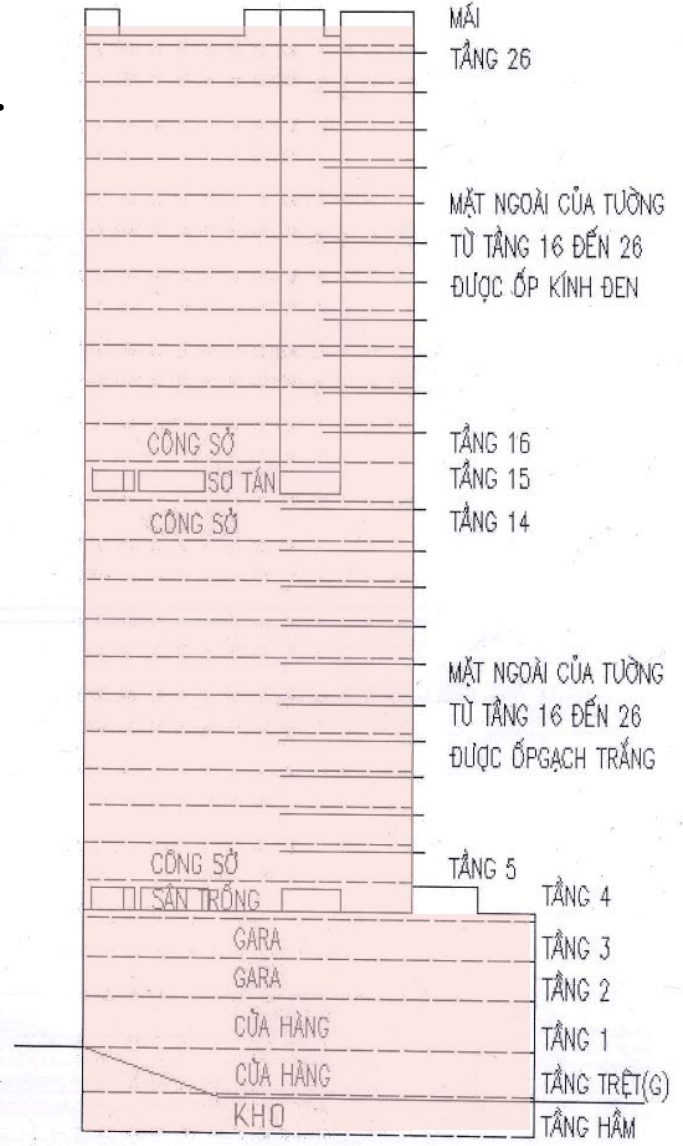 MÁI
TẦNG 26
MẶT NGOÀI CỦA TƯỜNG
TỪ TẦNG 16 ĐẾN 26
ĐƯỢC ỐP KÍNH ĐEN
CÔNG SỞ
TẦNG 16
SƠ TÁN
TẦNG 15
CÔNG SỞ
TẦNG 14
MẶT NGOÀI CỦA TƯỜNG
TỪ TẦNG 16 ĐẾN 26
ĐƯỢC ỐPGẠCH TRẮNG
CÔNG SỞ
TẦNG 5
SÂN TRỐNG
TẦNG 4
GARA
TẦNG 3
GARA
TẦNG 2
CỬA HÀNG
TẦNG 1
CỬA HÀNG
TẦNG TRỆT(G)
KHO
TẦNG HẦM